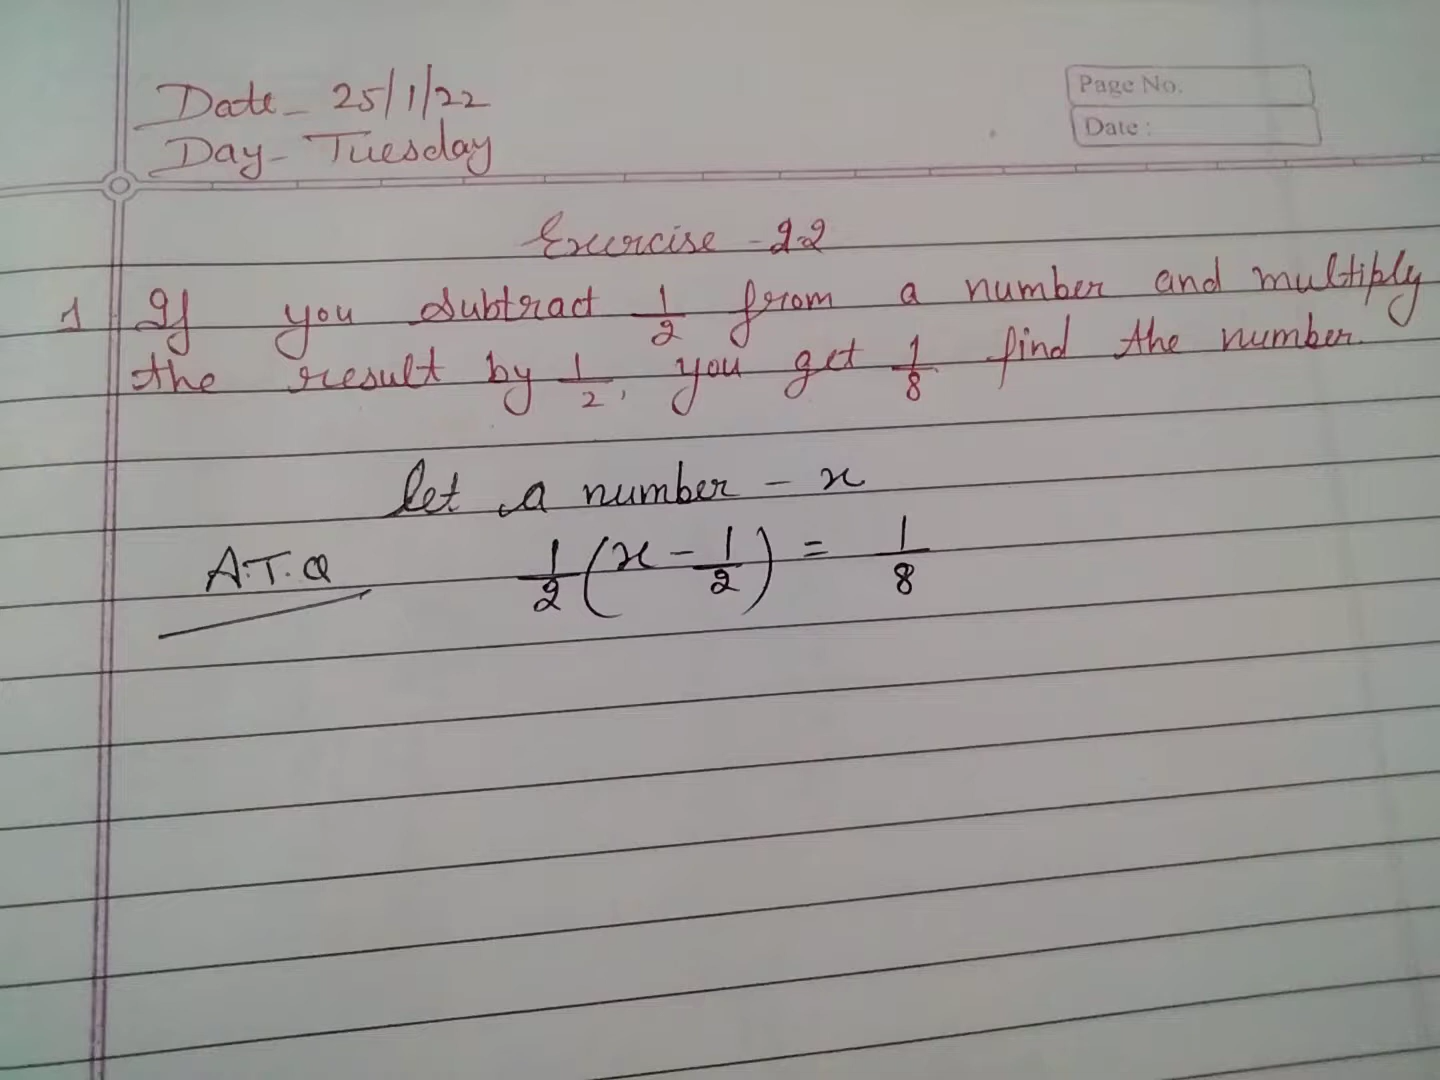 Date - 25/1/22
Day - Tuesday
Page No.
Date :
Exercise - 2.2
1 If you subtract 1/2 from a number and multiply
the result by 1/2, you get 1/8 find the number.
let a number - x
A.T.Q 1/2 (x - 1/2) = 1/8